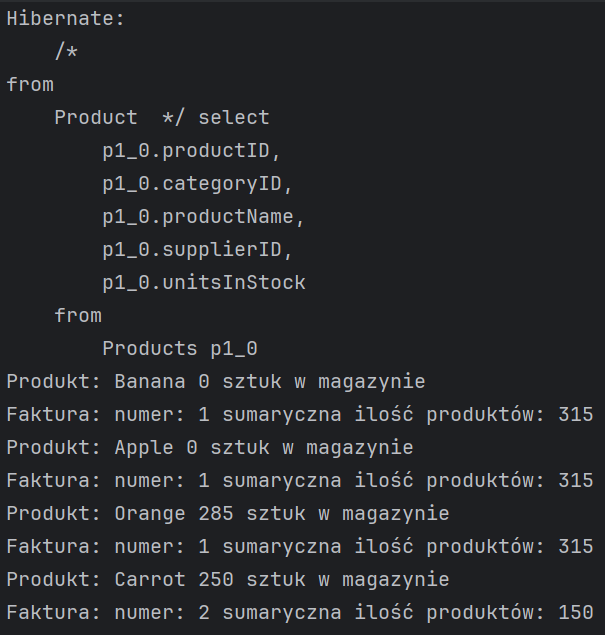 Hibernate:
    /*
from
    Product  */ select
        p1_0.productID,
        p1_0.categoryID,
        p1_0.productName,
        p1_0.supplierID,
        p1_0.unitsInStock
    from
        Products p1_0
Produkt: Banana 0 sztuk w magazynie
Faktura: numer: 1 sumaryczna ilość produktów: 315
Produkt: Apple 0 sztuk w magazynie
Faktura: numer: 1 sumaryczna ilość produktów: 315
Produkt: Orange 285 sztuk w magazynie
Faktura: numer: 1 sumaryczna ilość produktów: 315
Produkt: Carrot 250 sztuk w magazynie
Faktura: numer: 2 sumaryczna ilość produktów: 150